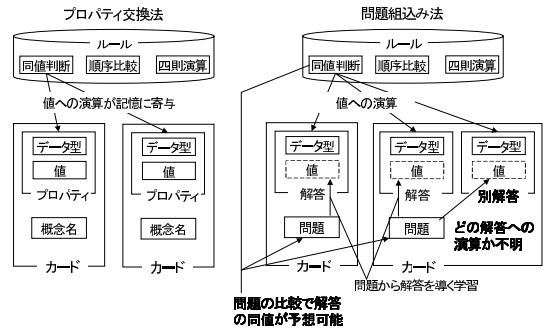 プロパティ交換法
ルール
同値判断
順序比較
四則演算
値への演算が記憶に寄与
データ型
値
プロパティ
概念名
カード
データ型
値
プロパティ
概念名
カード
問題組込み法
ルール
同値判断
順序比較
四則演算
値への演算
データ型
値
解答
問題
カード
データ型
値
解答
問題
カード
データ型
値
別解答
どの解答への
演算か不明
問題から解答を導く学習
問題の比較で解答
の同値が予想可能